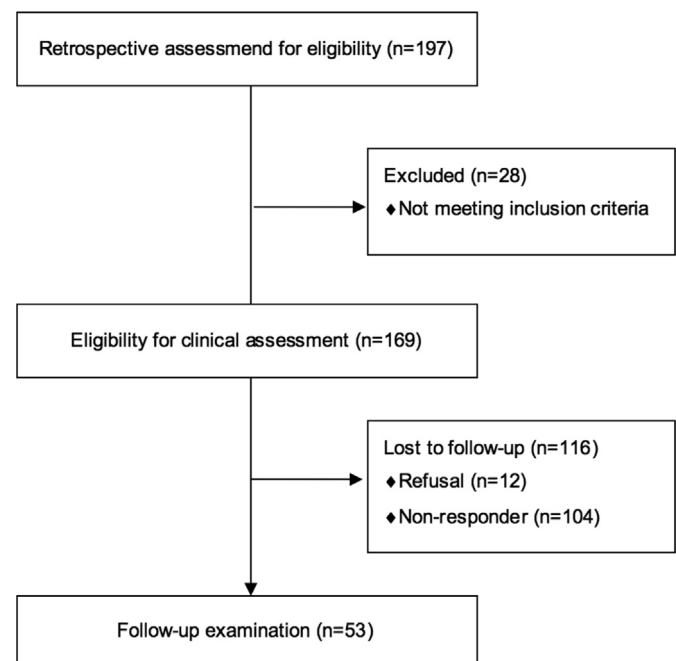 Retrospective assessmend for eligibility (n=197)
Excluded (n=28)
♦Not meeting inclusion criteria
Eligibility for clinical assessment (n=169)
Lost to follow-up (n=116)
♦Refusal (n=12)
♦Non-responder (n=104)
Follow-up examination (n=53)